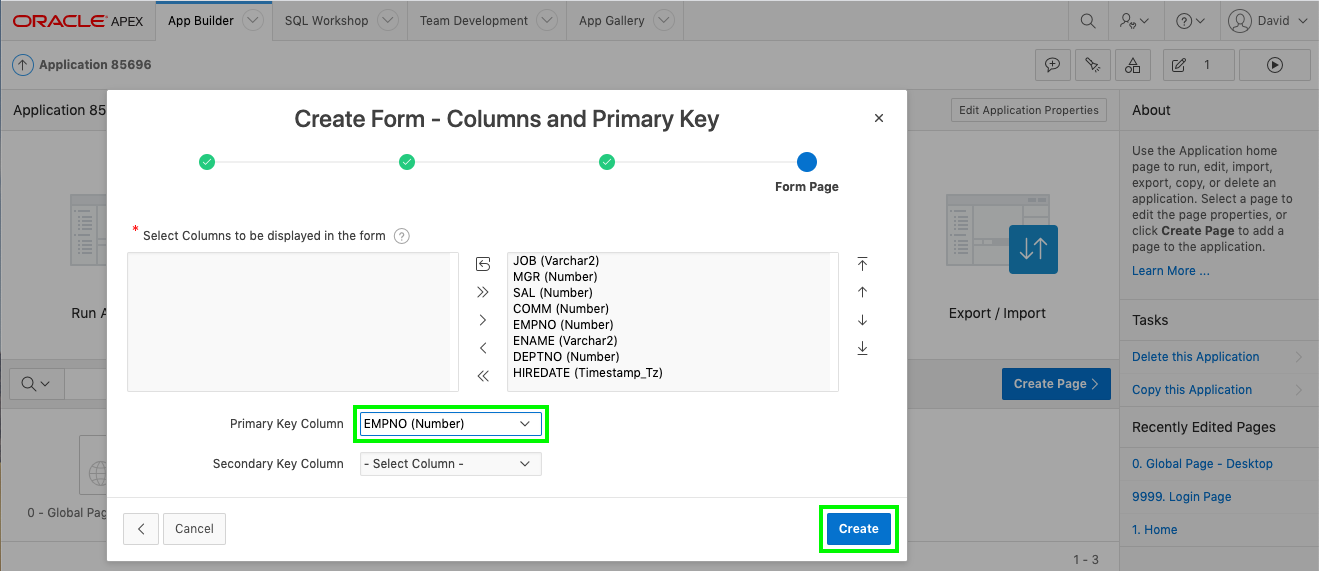 ORACLE APEX
App Builder
SQL Workshop
Team Development
App Gallery
David
Application 85696
1
Application 85
Edit Application Properties
About
Create Form - Columns and Primary Key
Form Page
Use the Application home
page to run, edit, import,
export, copy, or delete an
application. Select a page to
edit the page properties, or
click Create Page to add a
page to the application.
Learn More ...
* Select Columns to be displayed in the form ?
JOB (Varchar2)
MGR (Number)
SAL (Number)
COMM (Number)
EMPNO (Number)
ENAME (Varchar2)
DEPTNO (Number)
HIREDATE (Timestamp_Tz)
Run A
Export / Import
Tasks
Delete this Application
Copy this Application
Create Page
Primary Key Column
EMPNO (Number)
Secondary Key Column
- Select Column -
Recently Edited Pages
0. Global Page - Desktop
9999. Login Page
1. Home
0 - Global Pag
Cancel
Create
1 - 3